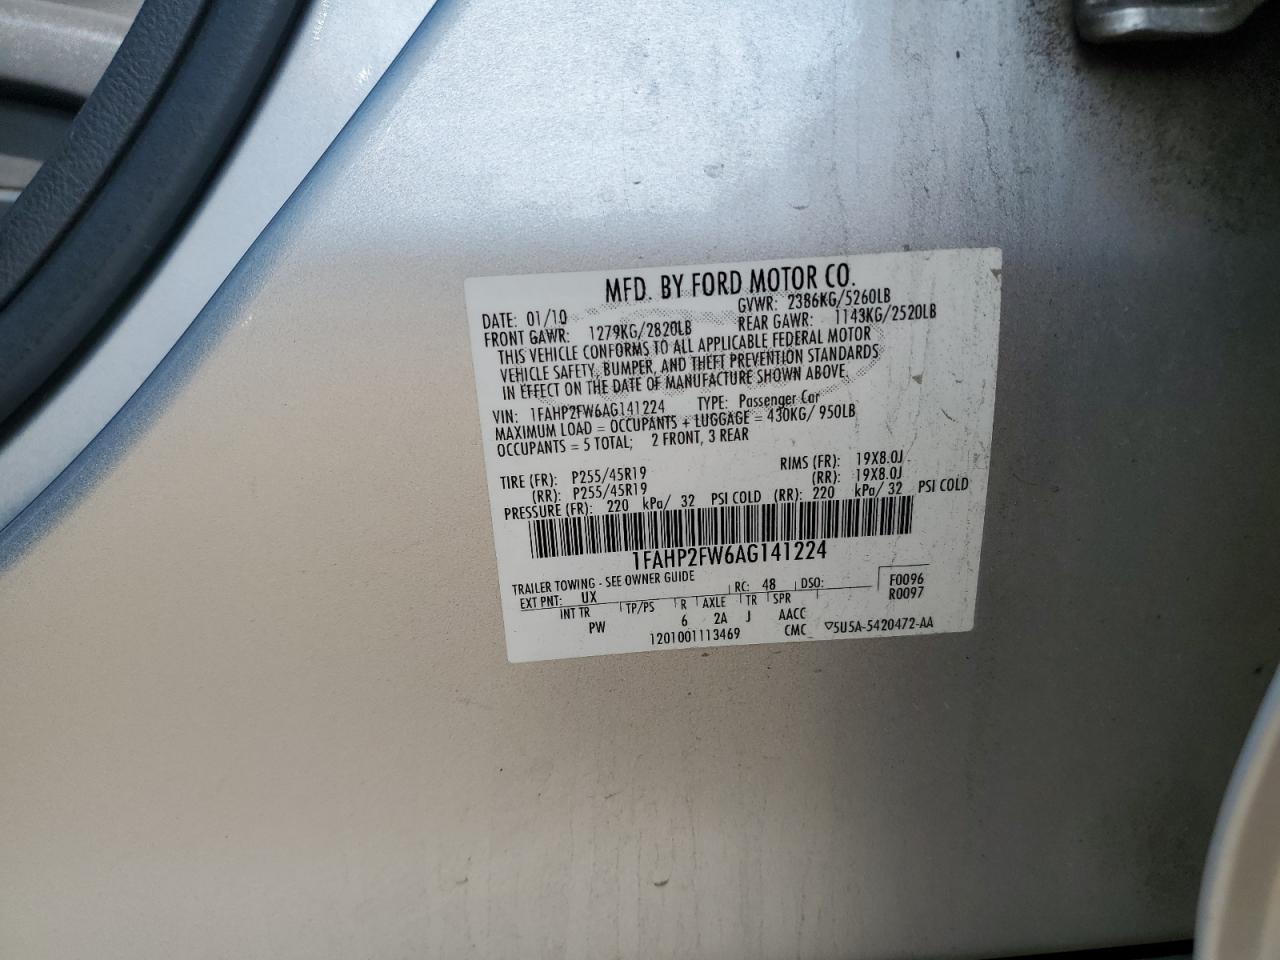 MFD. BY FORD MOTOR CO.
DATE: 01/10 GVWR: 2386KG/5260LB
FRONT GAWR: 1279KG/2820LB REAR GAWR: 1143KG/2520LB
THIS VEHICLE CONFORMS TO ALL APPLICABLE FEDERAL MOTOR
VEHICLE SAFETY, BUMPER, AND THEFT PREVENTION STANDARDS
IN EFFECT ON THE DATE OF MANUFACTURE SHOWN ABOVE.
VIN: 1FAHP2FW6AG141224 TYPE: Passenger Car
MAXIMUM LOAD = OCCUPANTS + LUGGAGE = 430KG/ 950LB
OCCUPANTS = 5 TOTAL; 2 FRONT, 3 REAR
TIRE (FR): P255/45R19 RIMS (FR): 19X8.0J
(RR): P255/45R19 (RR): 19X8.0J
PRESSURE (FR): 220 kPa/ 32 PSI COLD (RR): 220 kPa/ 32 PSI COLD
1FAHP2FW6AG141224
TRAILER TOWING - SEE OWNER GUIDE
EXT PNT: UX RC: 48 DSO: F0096
R0097
INT TR TP/PS R AXLE TR SPR
PW 6 2A J AACC
1201001113469 CMC ▽5U5A-5420472-AA